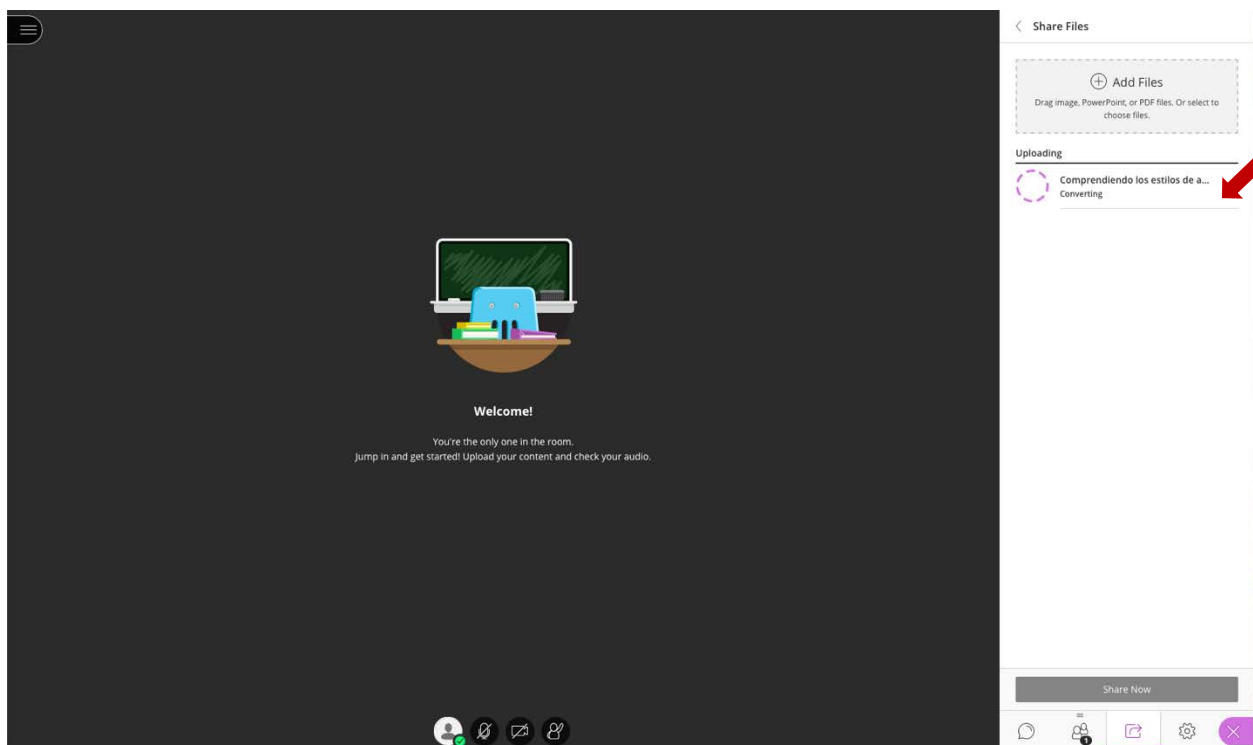 Share Files
Add Files
Drag image, PowerPoint, or PDF files. Or select to
choose files.
Uploading
Comprendiendo los estilos de a...
Converting
Welcome!
You're the only one in the room.
Jump in and get started! Upload your content and check your audio.
Share Now
1